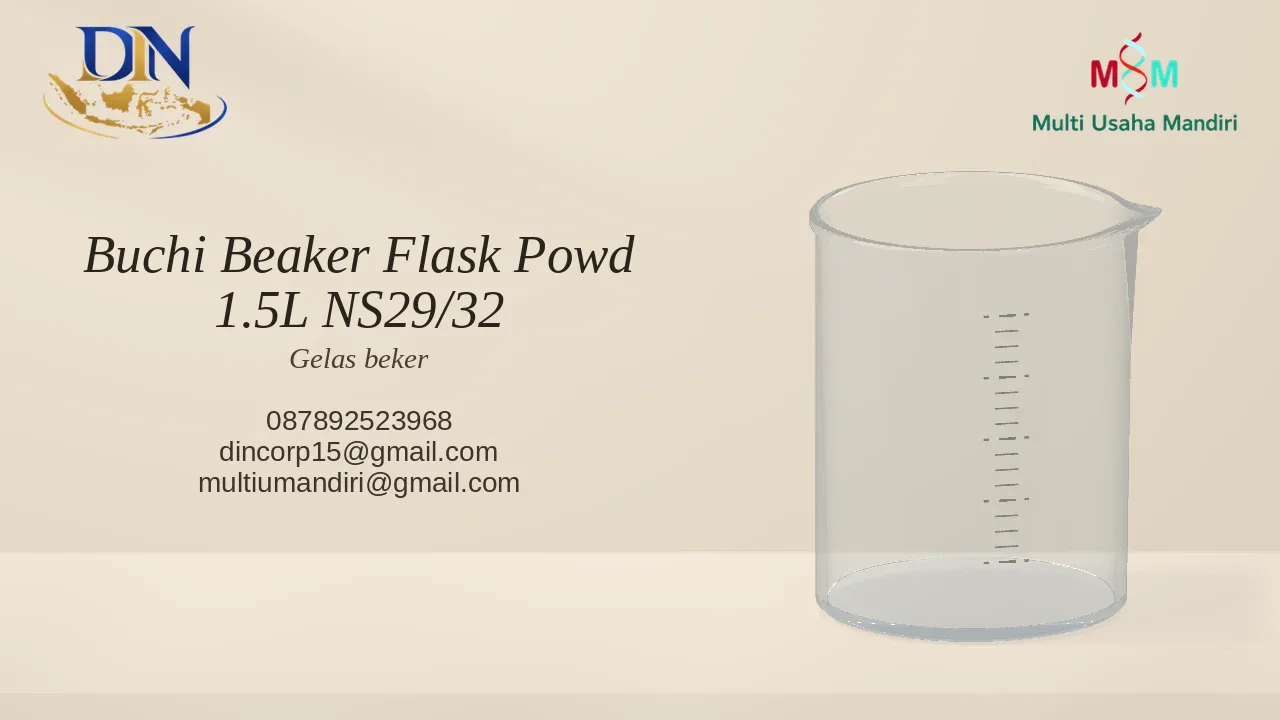 DN
M M
Multi Usaha Mandiri
Buchi Beaker Flask Powd
1.5L NS29/32
Gelas beker
087892523968
dincorp15@gmail.com
multiumandiri@gmail.com